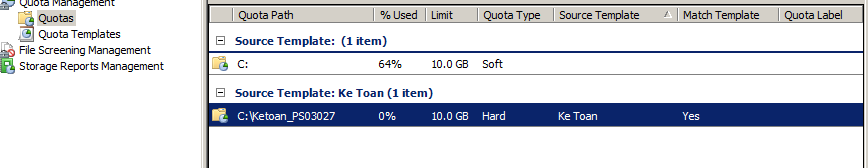 Quota Management
Quotas
Quota Templates
File Screening Management
Storage Reports Management
Quota Path % Used Limit Quota Type Source Template Match Template Quota Label
Source Template: (1 item)
C: 64% 10.0 GB Soft
Source Template: Ke Toan (1 item)
C:\Ketoan_PS03027 0% 10.0 GB Hard Ke Toan Yes